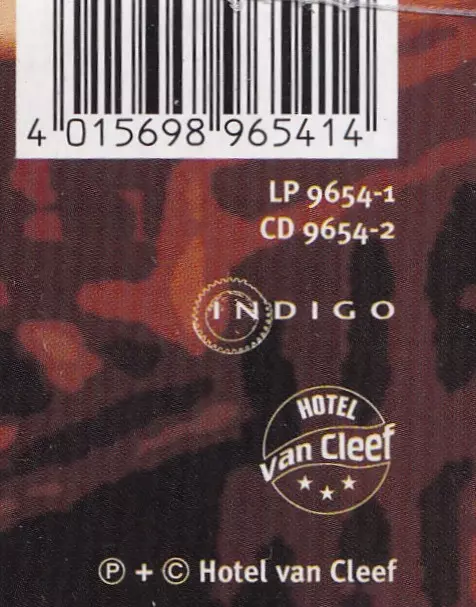 4 015698 965414
LP 9654-1
CD 9654-2
INDIGO
HOTEL
van Cleef
Ⓟ + © Hotel van Cleef